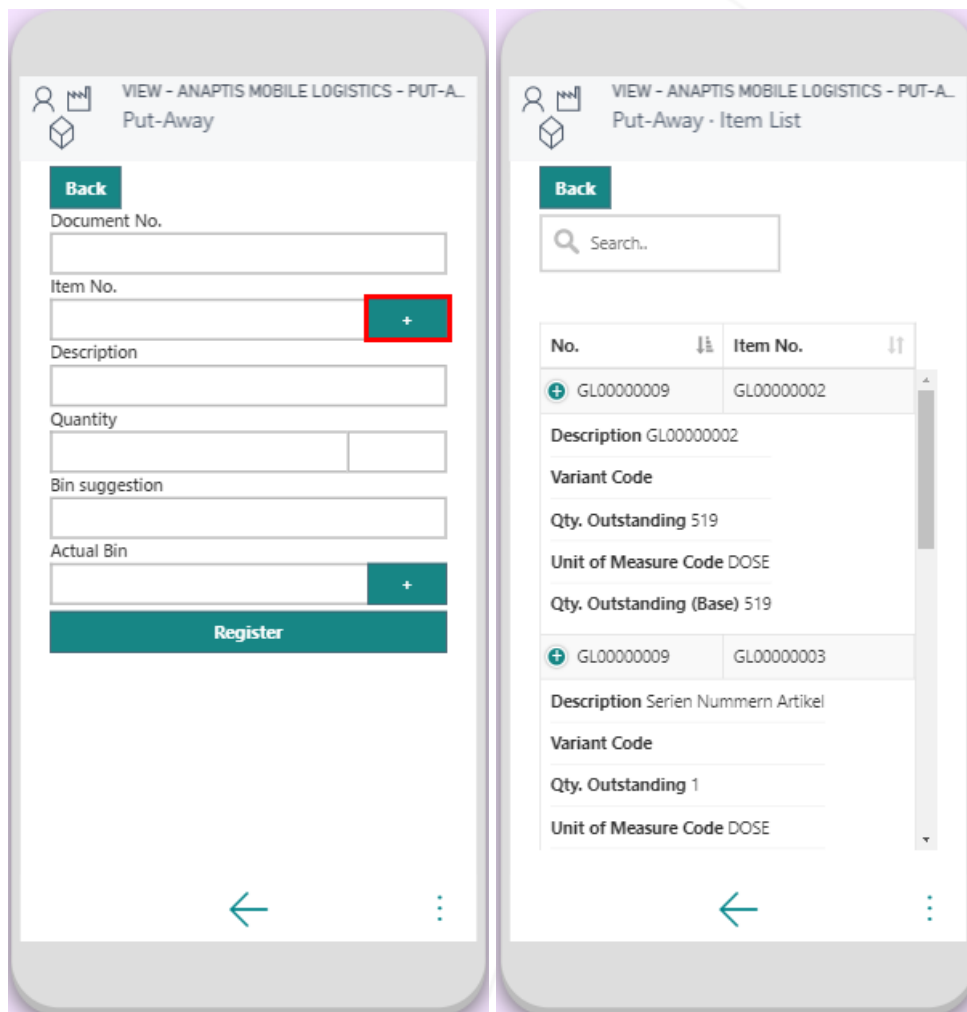 VIEW - ANAPTIS MOBILE LOGISTICS - PUT-A...
Put-Away
Back
Document No.
Item No.
+
Description
Quantity
Bin suggestion
Actual Bin
+
Register
VIEW - ANAPTIS MOBILE LOGISTICS - PUT-A...
Put-Away · Item List
Back
Search..
No. Item No.
GL00000009 GL00000002
Description GL00000002
Variant Code
Qty. Outstanding 519
Unit of Measure Code DOSE
Qty. Outstanding (Base) 519
GL00000009 GL00000003
Description Serien Nummern Artikel
Variant Code
Qty. Outstanding 1
Unit of Measure Code DOSE